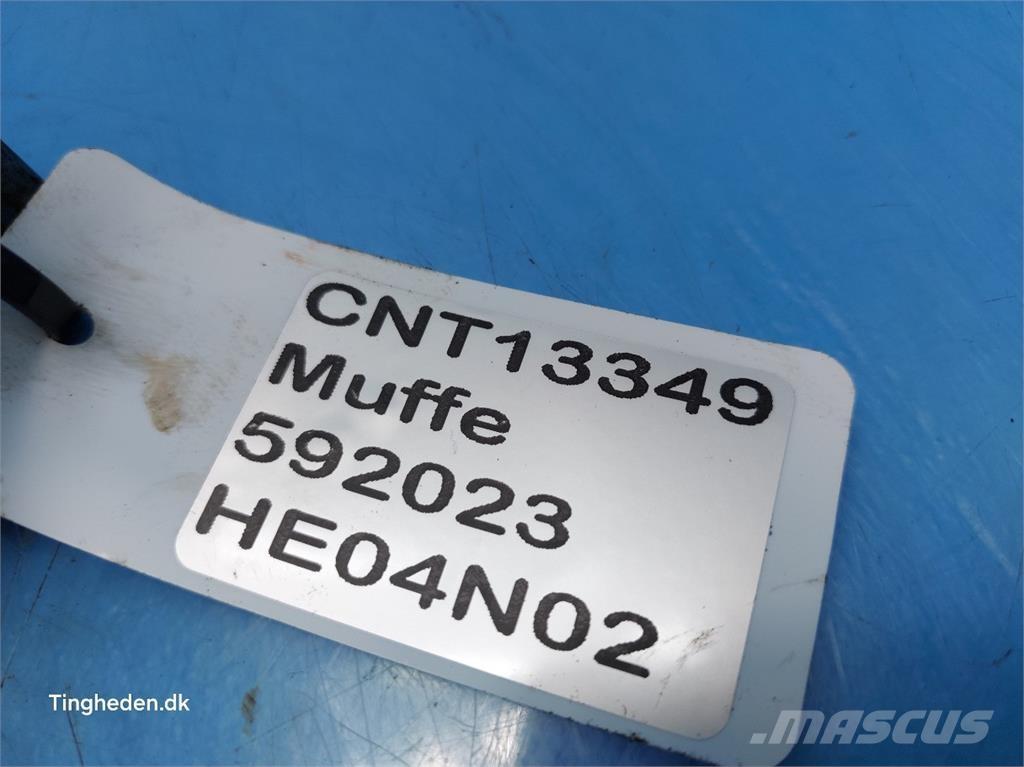 CNT13349
Muffe
592023
HE04N02
Tingheden.dk
MASCUS